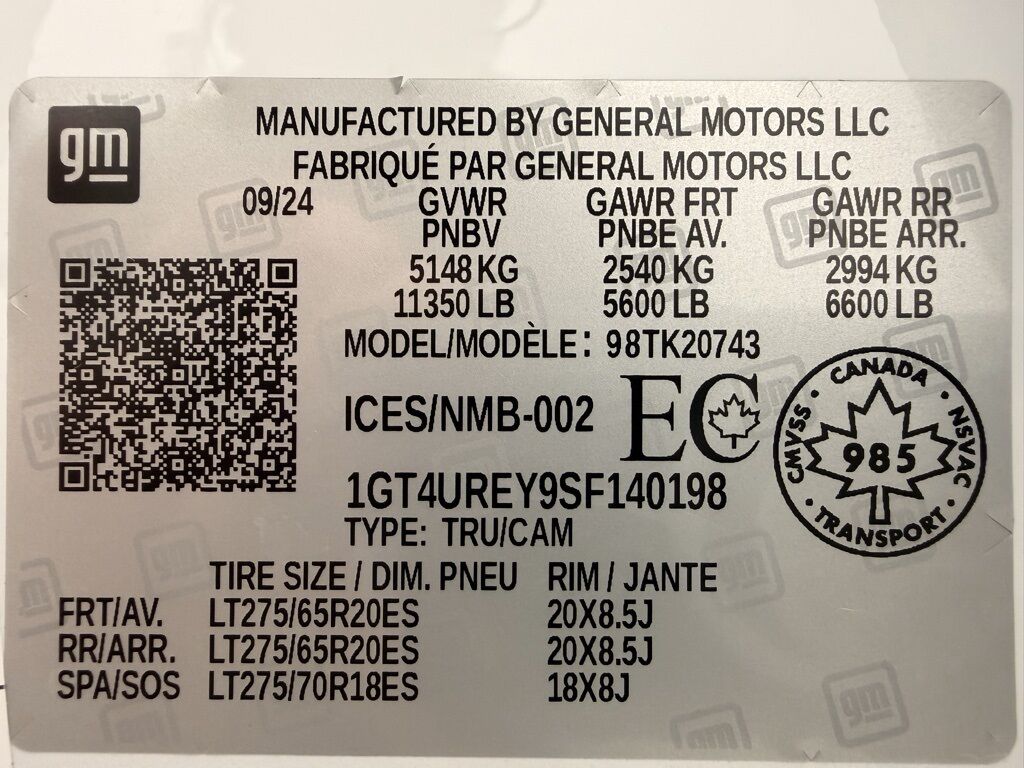 gm
MANUFACTURED BY GENERAL MOTORS LLC
FABRIQUÉ PAR GENERAL MOTORS LLC
09/24 GVWR GAWR FRT GAWR RR
PNBV PNBE AV. PNBE ARR.
5148 KG 2540 KG 2994 KG
11350 LB 5600 LB 6600 LB
MODEL/MODÈLE: 98TK20743
ICES/NMB-002 EC
CANADA
NSVAC
985
CMVSS
TRANSPORT
1GT4UREY9SF140198
TYPE: TRU/CAM
TIRE SIZE / DIM. PNEU RIM / JANTE
FRT/AV. LT275/65R20ES 20X8.5J
RR/ARR. LT275/65R20ES 20X8.5J
SPA/SOS LT275/70R18ES 18X8J